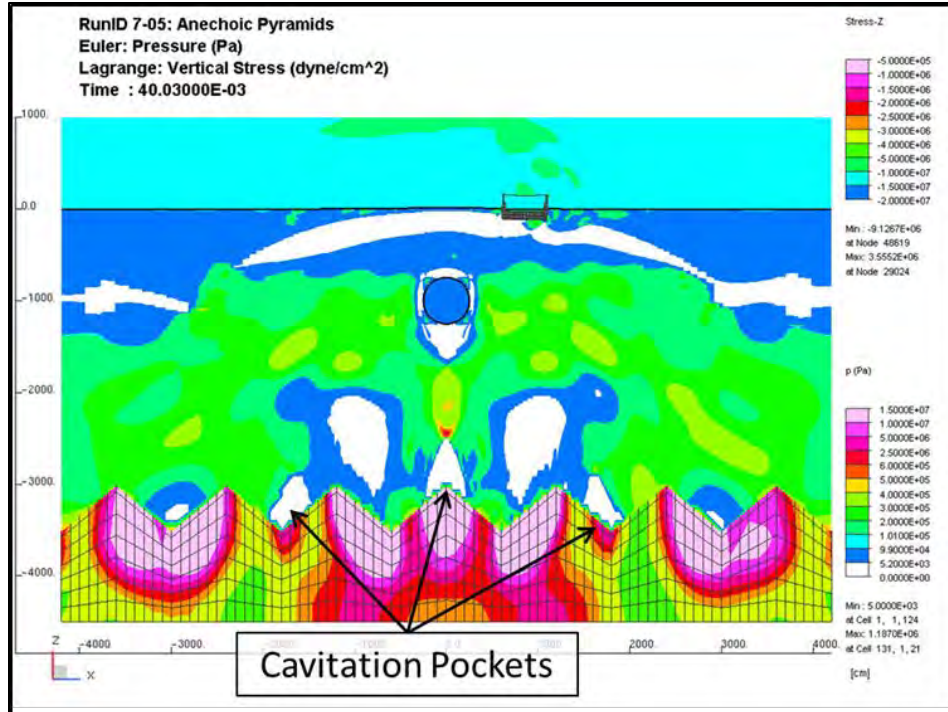 RunID 7-05: Anechoic Pyramids
Euler: Pressure (Pa)
Lagrange: Vertical Stress (dyne/cm^2)
Time : 40.03000E-03
Stress-Z
-5.0000E+05
-1.0000E+06
-1.5000E+06
-2.0000E+06
-2.5000E+06
-3.0000E+06
-4.0000E+06
-5.0000E+06
-1.0000E+07
-1.5000E+07
-2.0000E+07
Min : -9.1267E+06
at Node 48619
Max: 3.5552E+06
at Node 29024
p (Pa)
1.5000E+07
1.0000E+07
5.0000E+06
2.5000E+06
6.0000E+05
5.0000E+05
4.0000E+05
3.0000E+05
2.0000E+05
1.0100E+05
9.9000E+04
5.2000E+03
0.0000E+00
Min : 5.0000E+03
at Cell 1, 1,124
Max: 1.1870E+06
at Cell 131, 1,21
[cm]
1000.
0.0
-1000.
-2000.
-3000.
-4000.
Z
X
-4000. -3000. 0.0 2000. 3000. 4000.
Cavitation Pockets